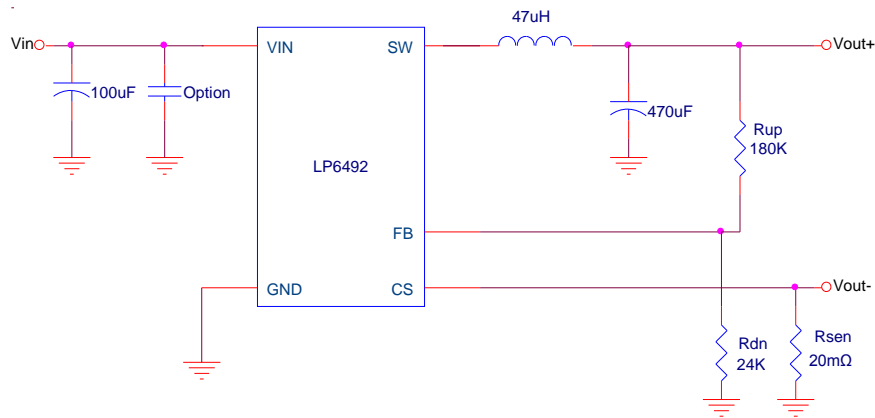 47uH
Vin
VIN
SW
Vout+
100uF
Option
470uF
Rup
180K
LP6492
FB
GND
CS
Vout-
Rdn
24K
Rsen
20mΩ